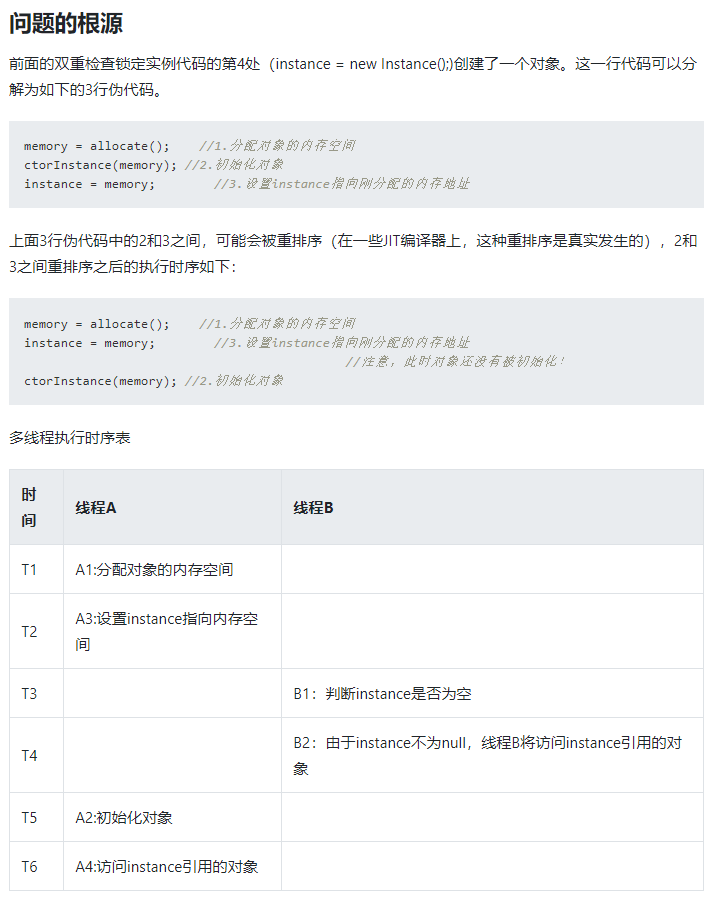 问题的根源
前面的双重检查锁定实例代码的第4处（instance = new Instance();)创建了一个对象。这一行代码可以分
解为如下的3行伪代码。
memory = allocate();    //1.分配对象的内存空间
ctorInstance(memory); //2.初始化对象
instance = memory;        //3.设置instance指向刚分配的内存地址
上面3行伪代码中的2和3之间，可能会被重排序（在一些JIT编译器上，这种重排序是真实发生的），2和
3之间重排序之后的执行时序如下：
memory = allocate();    //1.分配对象的内存空间
instance = memory;        //3.设置instance指向刚分配的内存地址
//注意，此时对象还没有被初始化！
ctorInstance(memory); //2.初始化对象
多线程执行时序表
时
间
线程A
线程B
T1
A1:分配对象的内存空间
T2
A3:设置instance指向内存空
间
T3
B1：判断instance是否为空
T4
B2：由于instance不为null，线程B将访问instance引用的对
象
T5
A2:初始化对象
T6
A4:访问instance引用的对象